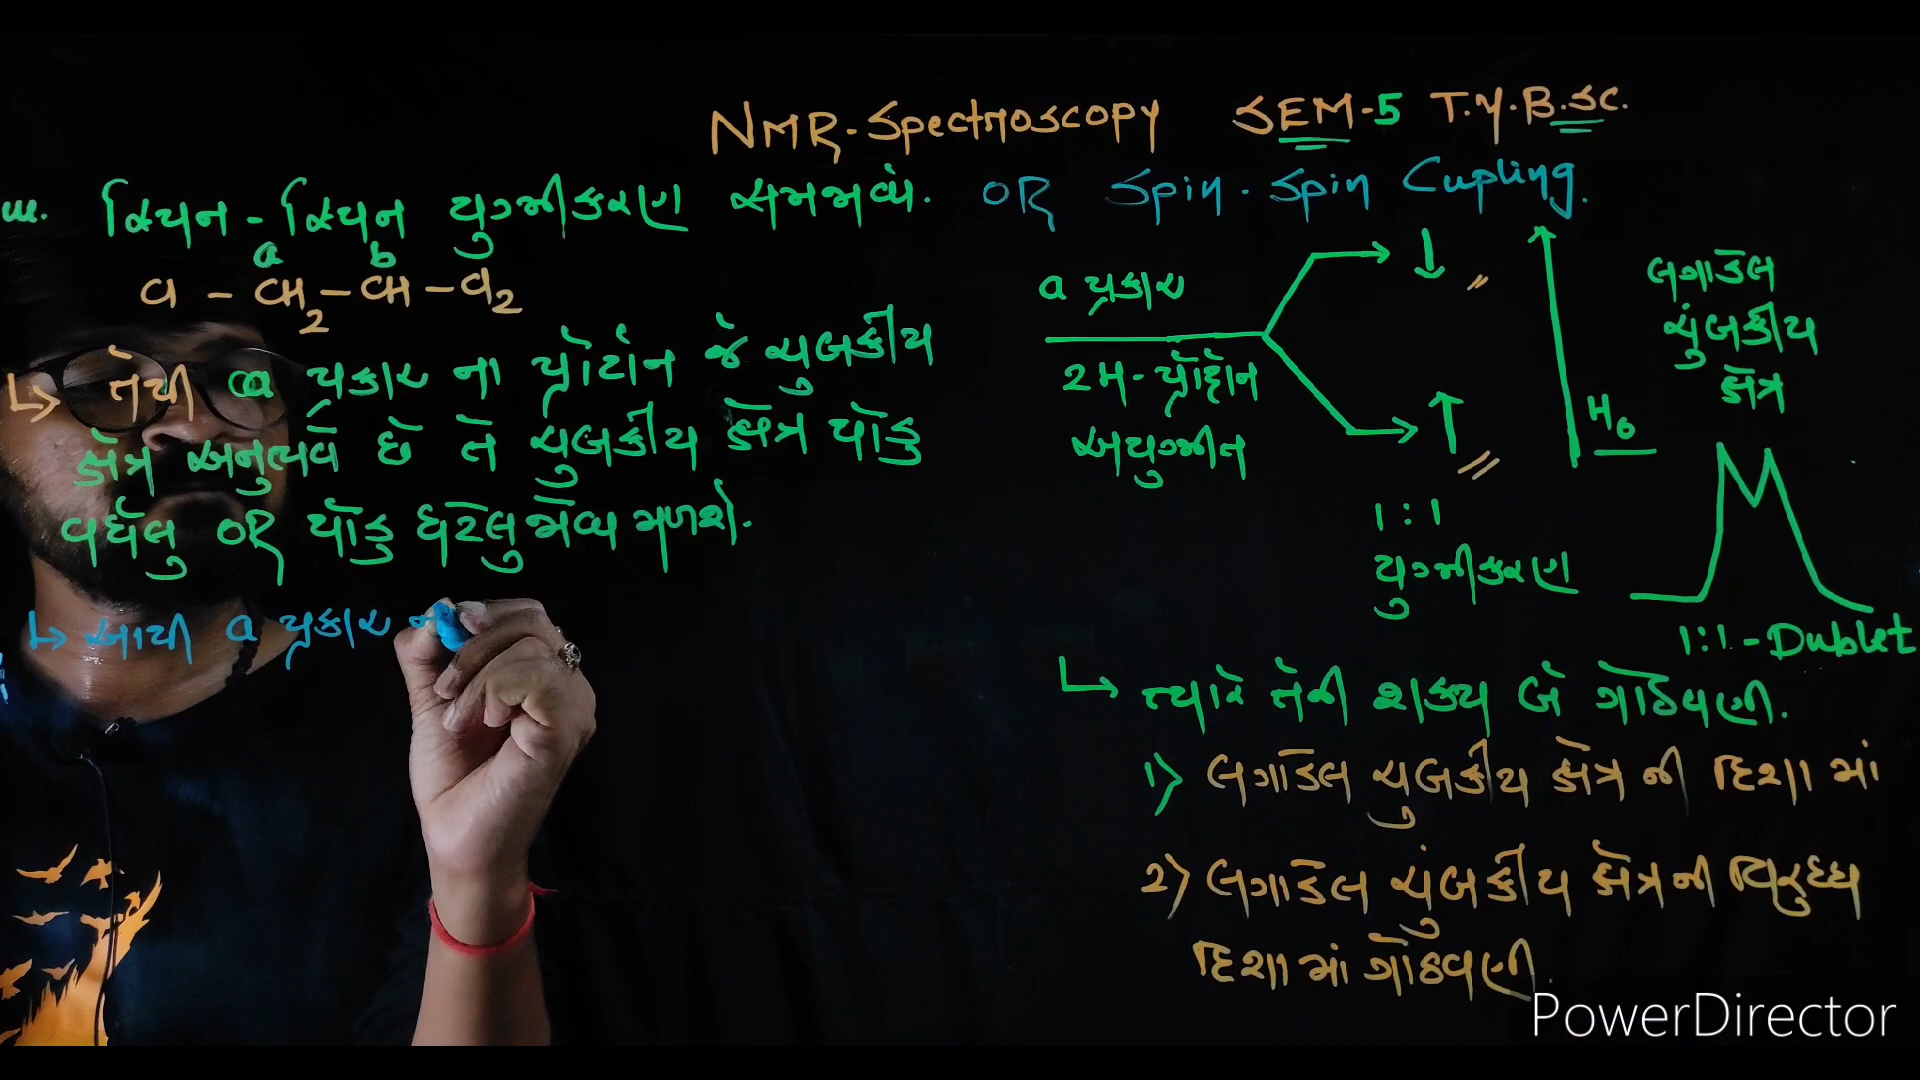 NMR-Spectroscopy SEM-5 T.Y.B.Sc.
સ્પિન-સ્પિન યુગ્મીકરણ સમજાવો. OR Spin-Spin Cupling.
a b
Cl - CH2 - CH - Cl2
↳ તેથી a પ્રકાર ના પ્રોટોન જે ચુબકીય
ક્ષેત્ર અનુભવે છે તે ચુબકીય ક્ષેત્ર થોડુ
વધેલુ OR થોડુ ઘટેલુ જોવા મળશે.
↳ આથી a પ્રકાર ન
a પ્રકાર
2H-પ્રોટોન
અયુગ્મીત
↓
↑
1:1
યુગ્મીકરણ
H0
લગાડેલ
ચુંબકીય
ક્ષેત્ર
1:1-Dublet
↳ ત્યારે તેની શક્ય બે ગોઠવણી.
1) લગાડેલ ચુબકીય ક્ષેત્ર ની દિશા માં
2) લગાડેલ ચુંબકીય ક્ષેત્ર ની વિરુધ્ધ
દિશા માં ગોઠવણી.
PowerDirector